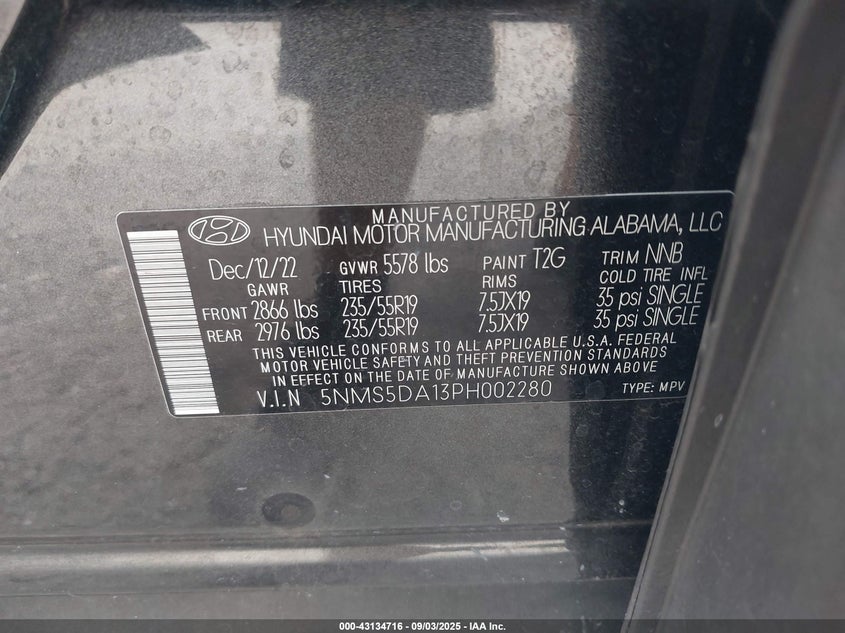 MANUFACTURED BY
HYUNDAI MOTOR MANUFACTURING ALABAMA, LLC
Dec/12/22 GVWR 5578 lbs PAINT T2G TRIM NNB
GAWR TIRES RIMS COLD TIRE INFL
FRONT 2866 lbs 235/55R19 7.5JX19 35 psi SINGLE
REAR 2976 lbs 235/55R19 7.5JX19 35 psi SINGLE
THIS VEHICLE CONFORMS TO ALL APPLICABLE U.S.A. FEDERAL
MOTOR VEHICLE SAFETY AND THEFT PREVENTION STANDARDS
IN EFFECT ON THE DATE OF MANUFACTURE SHOWN ABOVE
V.I.N 5NMS5DA13PH002280 TYPE: MPV
000-43134716 - 09/03/2025 - IAA Inc.